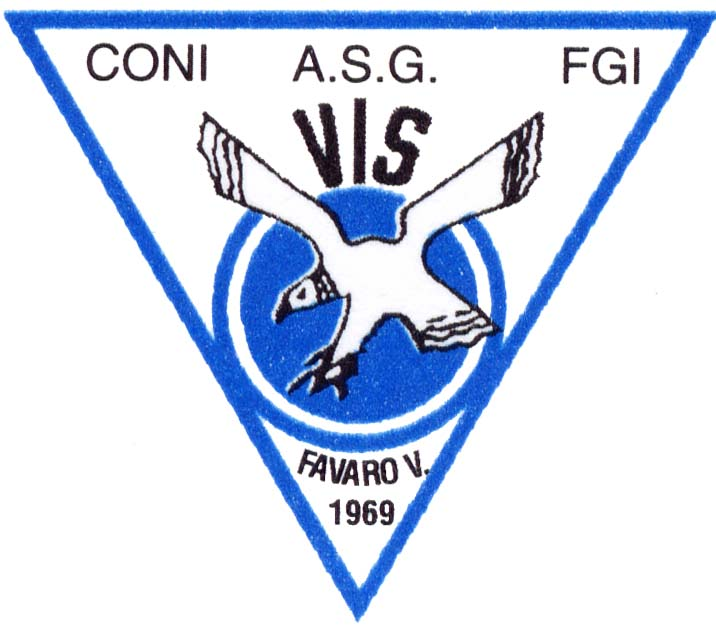 CONI A.S.G. FGI
VIS
FAVARO V.
1969